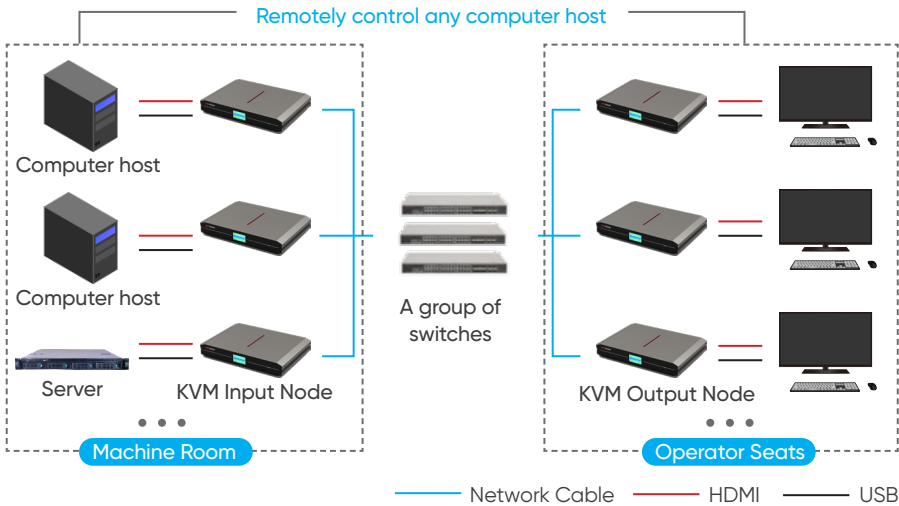 Remotely control any computer host
Computer host
Computer host
Server
KVM Input Node
Machine Room
A group of
switches
KVM Output Node
Operator Seats
Network Cable
HDMI
USB